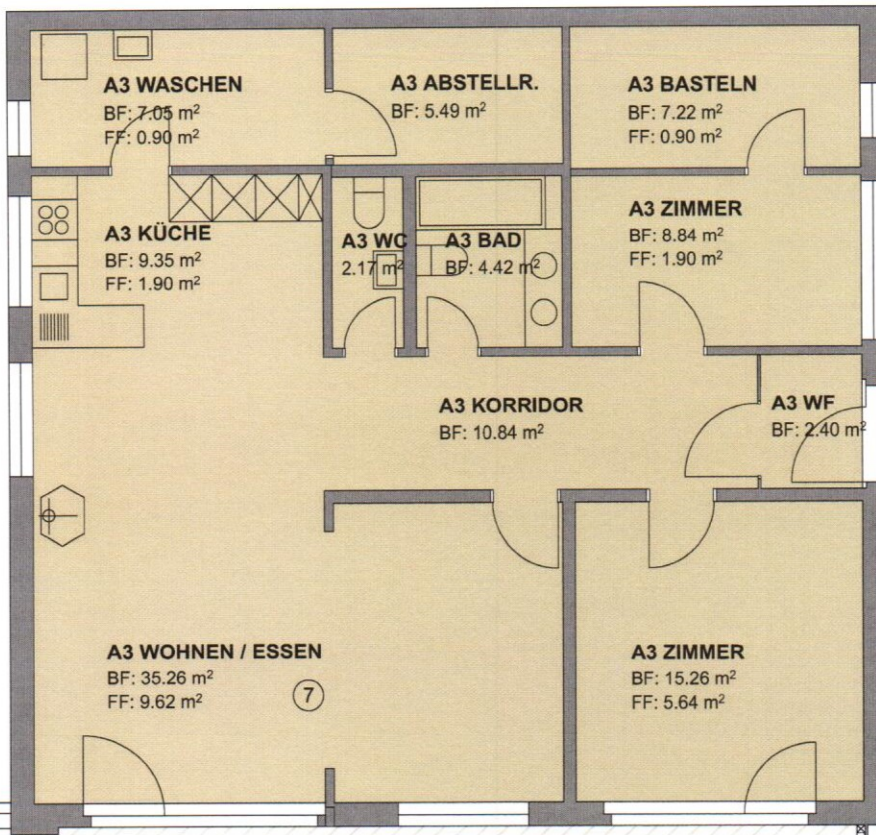 A3 WASCHEN
BF: 7.05 m²
FF: 0.90 m²
A3 ABSTELLR.
BF: 5.49 m²
A3 BASTELN
BF: 7.22 m²
FF: 0.90 m²
A3 KÜCHE
BF: 9.35 m²
FF: 1.90 m²
A3 WC
2.17 m²
A3 BAD
BF: 4.42 m²
A3 ZIMMER
BF: 8.84 m²
FF: 1.90 m²
A3 KORRIDOR
BF: 10.84 m²
A3 WF
BF: 2.40 m²
A3 WOHNEN / ESSEN
BF: 35.26 m²
FF: 9.62 m²
7
A3 ZIMMER
BF: 15.26 m²
FF: 5.64 m²